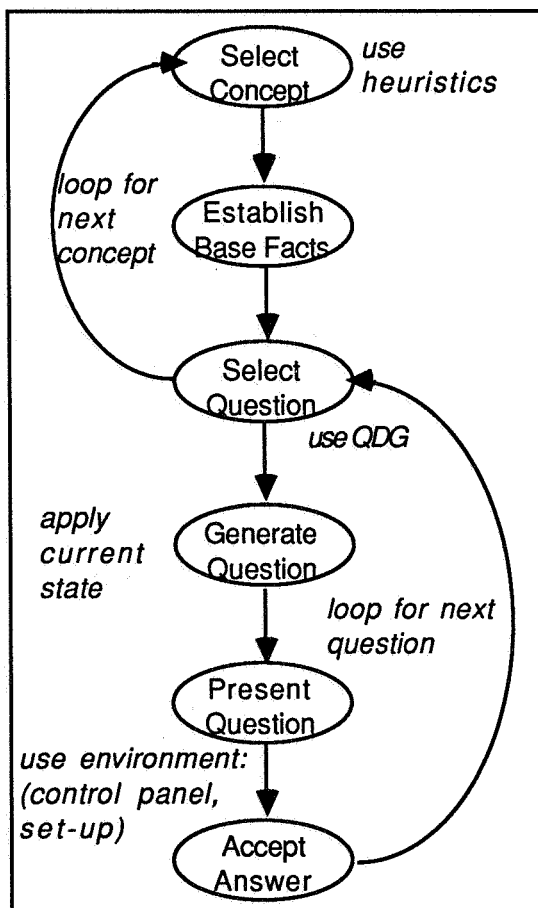 Select
Concept
use
heuristics
loop for
next
concept
Establish
Base Facts
Select
Question
use QDG
apply
current
state
Generate
Question
loop for next
question
Present
Question
use environment:
(control panel,
set-up)
Accept
Answer